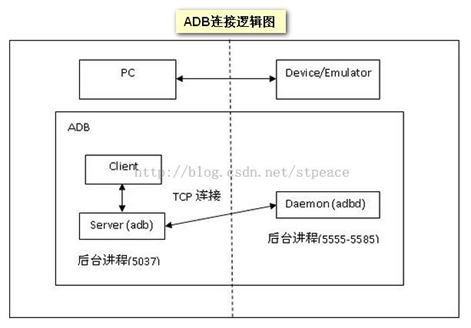 ADB连接逻辑图
PC
Device/Emulator
ADB
Client
http://blog.csdn.net/stpeace
TCP 连接
Server (adb)
Daemon (adbd)
后台进程(5037)
后台进程(5555-5585)